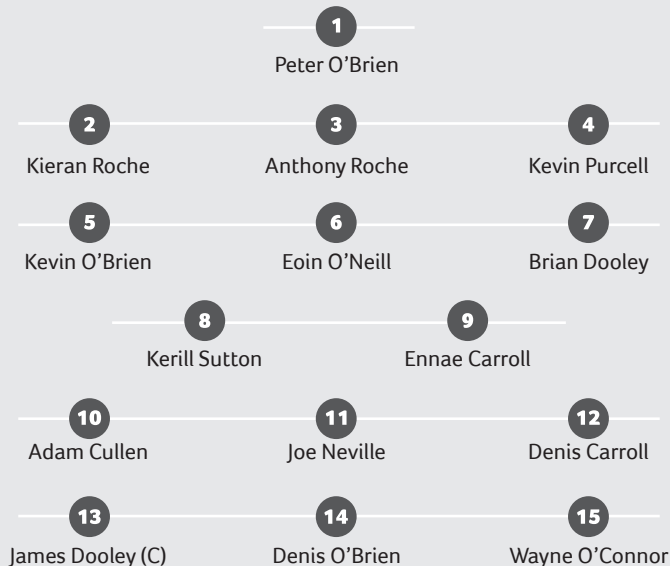 1
Peter O’Brien
2 3 4
Kieran Roche Anthony Roche Kevin Purcell
5 6 7
Kevin O’Brien Eoin O’Neill Brian Dooley
8 9
Kerill Sutton Ennae Carroll
10 11 12
Adam Cullen Joe Neville Denis Carroll
13 14 15
James Dooley (C) Denis O’Brien Wayne O’Connor